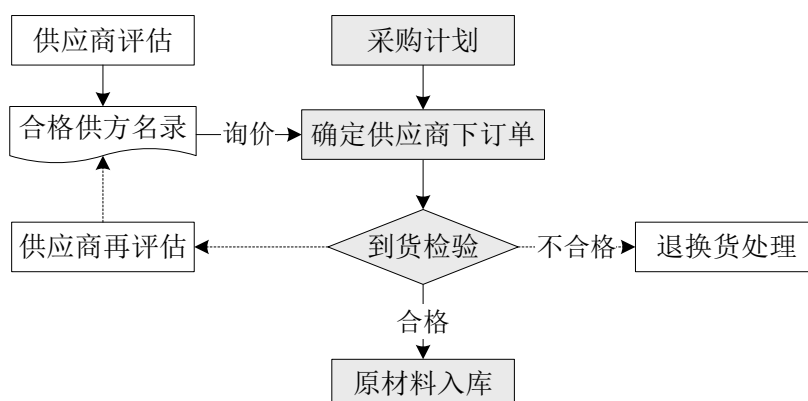 供应商评估
采购计划
合格供方名录
询价
确定供应商下订单
供应商再评估
到货检验
不合格
退换货处理
合格
原材料入库